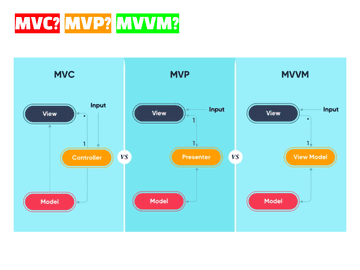 MVC? MVP? MVVM?
MVC
Input
View
*
1
Controller
Model
VS
MVP
View
Input
1
1
Presenter
Model
VS
MVVM
View
Input
*
1
View Model
Model